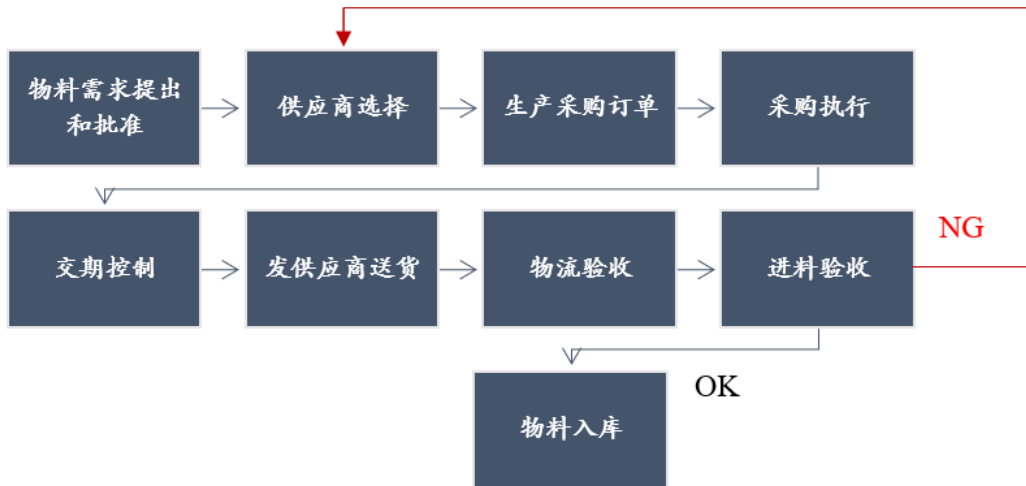 物料需求提出
和批准
供应商选择
生产采购订单
采购执行
交期控制
发供应商送货
物流验收
进料验收
NG
物料入库
OK